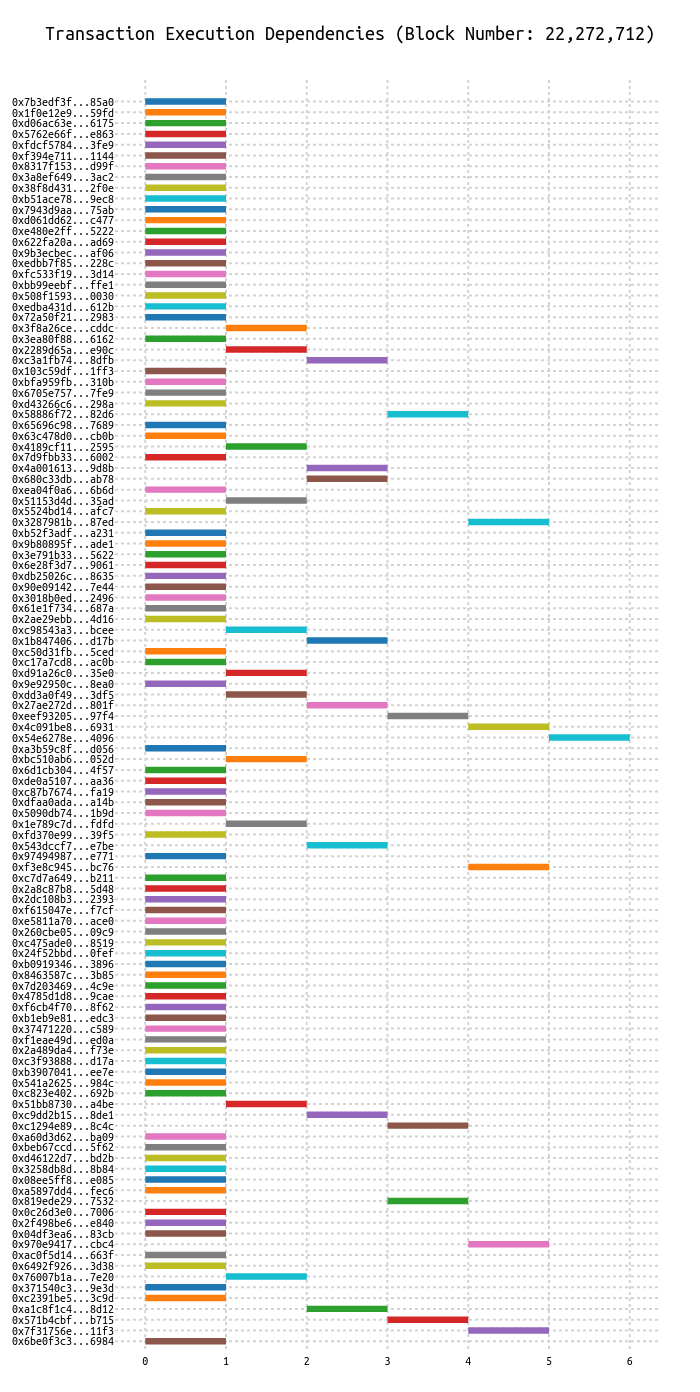 Transaction Execution Dependencies (Block Number: 22,272,712)
0x7b3edf3f...85a0
0x1f0e12e9...59fd
0xd06ac63e...6175
0x5762e66f...e863
0xfdcf5784...3fe9
0xf394e711...1144
0x8317f153...d99f
0x3a8ef649...3ac2
0x38f8d431...2f0e
0xb51ace78...9ec8
0x7943d9aa...75ab
0xd061dd62...c477
0xe480e2ff...5222
0x622fa20a...ad69
0x9b3ecbec...af06
0xedbb7f85...228c
0xfc533f19...3d14
0xbb99eebf...ffe1
0x508f1593...0030
0xedba431d...612b
0x72a50f21...2983
0x3f8a26ce...cddc
0x3ea80f88...6162
0x2289d65a...e90c
0xc3a1fb74...8dfb
0x103c59df...1ff3
0xbfa959fb...310b
0x6705e757...7fe9
0xd43266c6...298a
0x58886f72...82d6
0x65696c98...7689
0x63c478d0...cb0b
0x4189cf11...2595
0x7d9fbb33...6002
0x4a001613...9d8b
0x680c33db...ab78
0xea04f0a6...6b6d
0x51153d4d...35ad
0x5524bd14...afc7
0x3287981b...87ed
0xb52f3adf...a231
0x9b80895f...ade1
0x3e791b33...5622
0x6e28f3d7...9061
0xdb25026c...8635
0x90e09142...7e44
0x3018b0ed...2496
0x61e1f734...687a
0x2ae29ebb...4d16
0xc98543a3...bcee
0x1b847406...d17b
0xc50d31fb...5ced
0xc17a7cd8...ac0b
0xd91a26c0...35e0
0x9e92950c...8ea0
0xdd3a0f49...3df5
0x27ae272d...801f
0xeef93205...97f4
0x4c091be8...6931
0x54e6278e...4096
0xa3b59c8f...d056
0xbc510ab6...052d
0x6d1cb304...4f57
0xde0a5107...aa36
0xc87b7674...fa19
0xdfaa0ada...a14b
0x5090db74...1b9d
0x1e789c7d...fdfd
0xfd370e99...39f5
0x543dccf7...e7be
0x97494987...e771
0xf3e8c945...bc76
0xc7d7a649...b211
0x2a8c87b8...5d48
0x2dc108b3...2393
0xf615047e...f7cf
0xe5811a70...ace0
0x260cbe05...09c9
0xc475ade0...8519
0x24f52bbd...0fef
0xb0919346...3896
0x8463587c...3b85
0x7d203469...4c9e
0x4785d1d8...9cae
0xf6cb4f70...8f62
0xb1eb9e81...edc3
0x37471220...c589
0xf1eae49d...ed0a
0x2a489da4...f73e
0xc3f93888...d17a
0xb3907041...ee7e
0x541a2625...984c
0xc823e402...692b
0x51bb8730...a4be
0xc9dd2b15...8de1
0xc1294e89...8c4c
0xa60d3d62...ba09
0xbeb67ccd...5f62
0xd46122d7...bd2b
0x3258db8d...8b84
0x08ee5ff8...e085
0xa5897dd4...fec6
0x819ede29...7532
0x0c26d3e0...7006
0x2f498be6...e840
0x04df3ea6...83cb
0x970e9417...cbc4
0xac0f5d14...663f
0x6492f926...3d38
0x76007b1a...7e20
0x371540c3...9e3d
0xc2391be5...3c9d
0xa1c8f1c4...8d12
0x571b4cbf...b715
0x7f31756e...11f3
0x6be0f3c3...6984
0 1 2 3 4 5 6